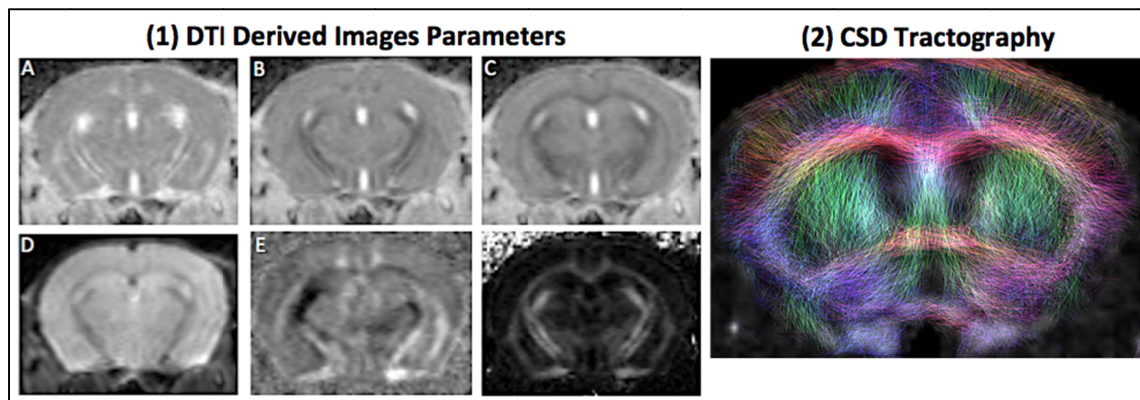 (1) DTI Derived Images Parameters
(2) CSD Tractography
A
B
C
D
E